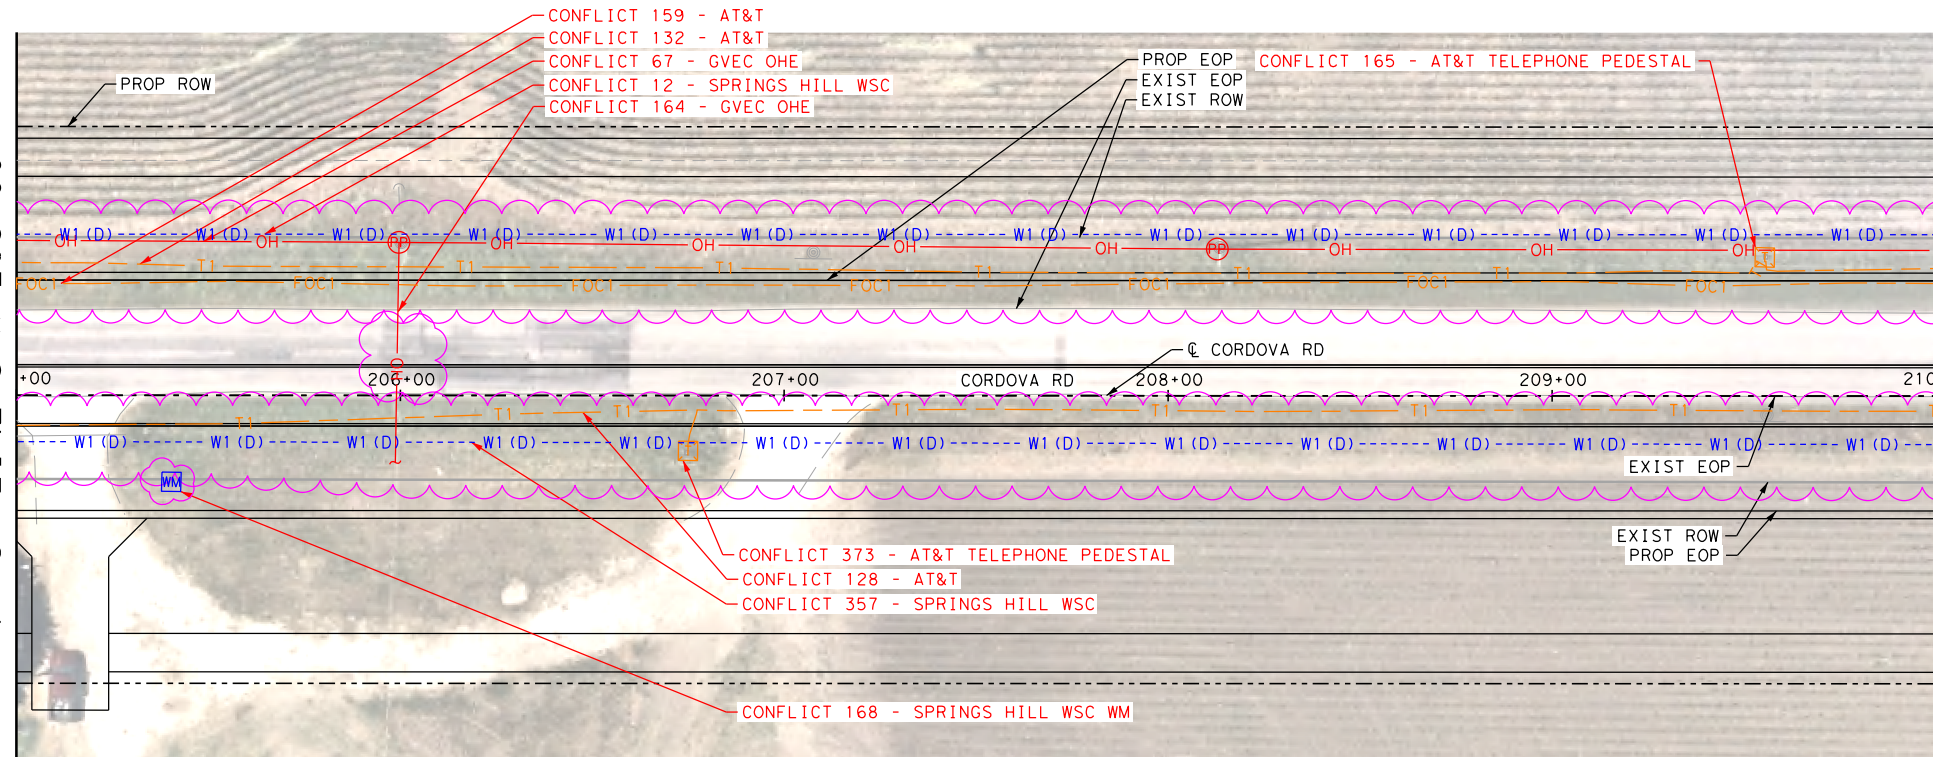 CONFLICT 159 - AT&T
CONFLICT 132 - AT&T
CONFLICT 67 - GVEC OHE
CONFLICT 12 - SPRINGS HILL WSC
CONFLICT 164 - GVEC OHE
PROP ROW
PROP EOP
EXIST EOP
EXIST ROW
CONFLICT 165 - AT&T TELEPHONE PEDESTAL
W1(D) W1(D) W1(D) W1(D) W1(D) W1(D) W1(D) W1(D) W1(D) W1(D) W1(D) W1(D) W1(D) W1(D)
OH OH PP OH OH OH OH PP OH OH OH
T1 T1 T1 T1 T1 T1 T
FOC1 FOC1 FOC1 FOC1 FOC1 FOC1 FOC1
℄ CORDOVA RD
OH
+00 206+00 207+00 CORDOVA RD 208+00 209+00 210
T1 T1 T1 T1 T1 T1 T1
W1(D) W1(D) W1(D) W1(D) W1(D) W1(D) W1(D) W1(D) W1(D) W1(D) W1(D) W1(D) W1(D) W1(D)
T
WM
EXIST EOP
EXIST ROW
PROP EOP
CONFLICT 373 - AT&T TELEPHONE PEDESTAL
CONFLICT 128 - AT&T
CONFLICT 357 - SPRINGS HILL WSC
CONFLICT 168 - SPRINGS HILL WSC WM